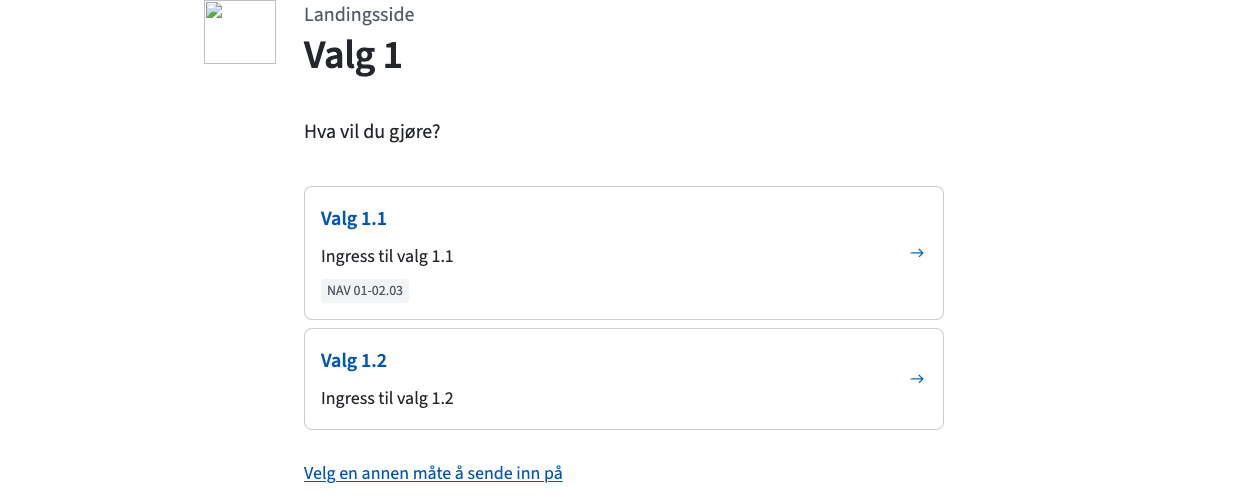 Landingsside
Valg 1
Hva vil du gjøre?
Valg 1.1
Ingress til valg 1.1
NAV 01-02.03
Valg 1.2
Ingress til valg 1.2
Velg en annen måte å sende inn på